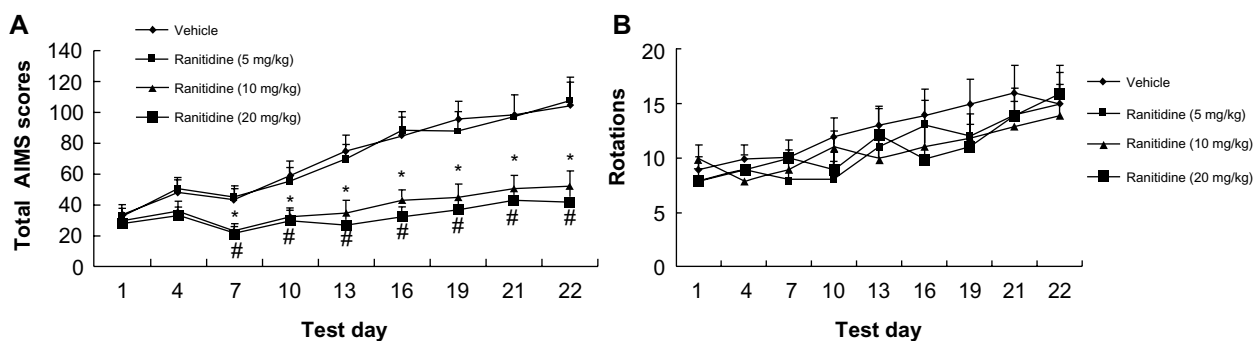 A
Vehicle
Ranitidine (5 mg/kg)
Ranitidine (10 mg/kg)
Ranitidine (20 mg/kg)
Total AIMS scores
140
120
100
80
60
40
20
0
* * * * * * *
# # # # # # #
1 4 7 10 13 16 19 21 22
Test day
B
Vehicle
Ranitidine (5 mg/kg)
Ranitidine (10 mg/kg)
Ranitidine (20 mg/kg)
Rotations
20
15
10
5
0
1 4 7 10 13 16 19 21 22
Test day